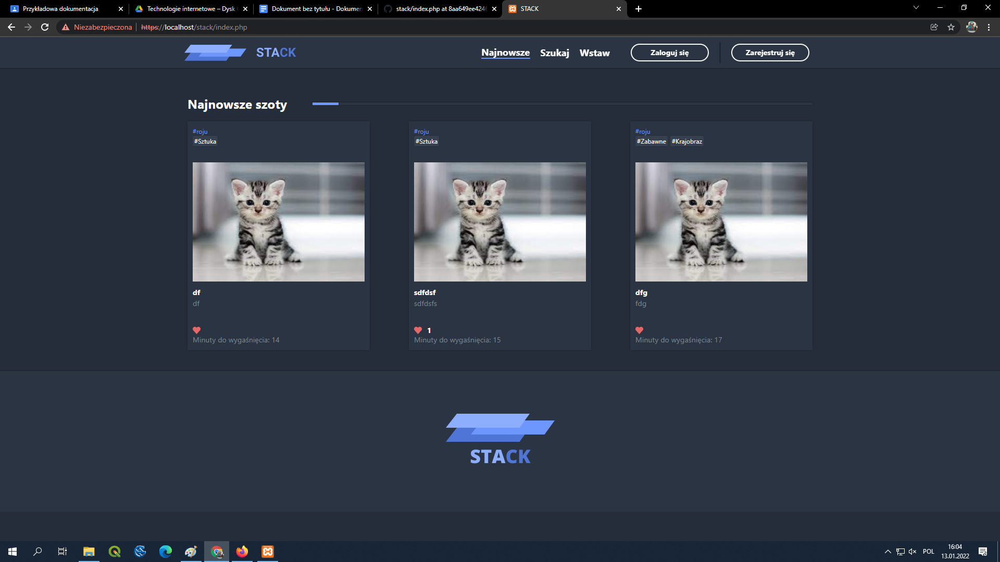 Przykładowa dokumentacja
Technologie internetowe – Dysk
Dokument bez tytułu - Dokumen
stack/index.php at 8aa649ee4246
STACK
Niezabezpieczona
https://localhost/stack/index.php
STACK
Najnowsze
Szukaj
Wstaw
Zaloguj się
Zarejestruj się
Najnowsze szoty
#roju
#Sztuka
df
df
Minuty do wygaśnięcia: 14
#roju
#Sztuka
sdfdsf
sdfdsfs
1
Minuty do wygaśnięcia: 15
#roju
#Zabawne #Krajobraz
dfg
fdg
Minuty do wygaśnięcia: 17
STACK
POL
16:04
13.01.2022